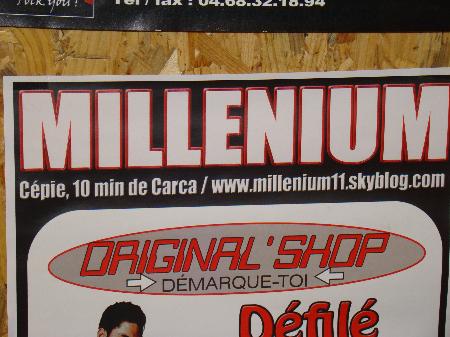 Tél / fax : 04.68.32.18.94
MILLENIUM
Cépie, 10 min de Carca / www.millenium11.skyblog.com
ORIGINAL'SHOP
DÉMARQUE-TOI
Défilé